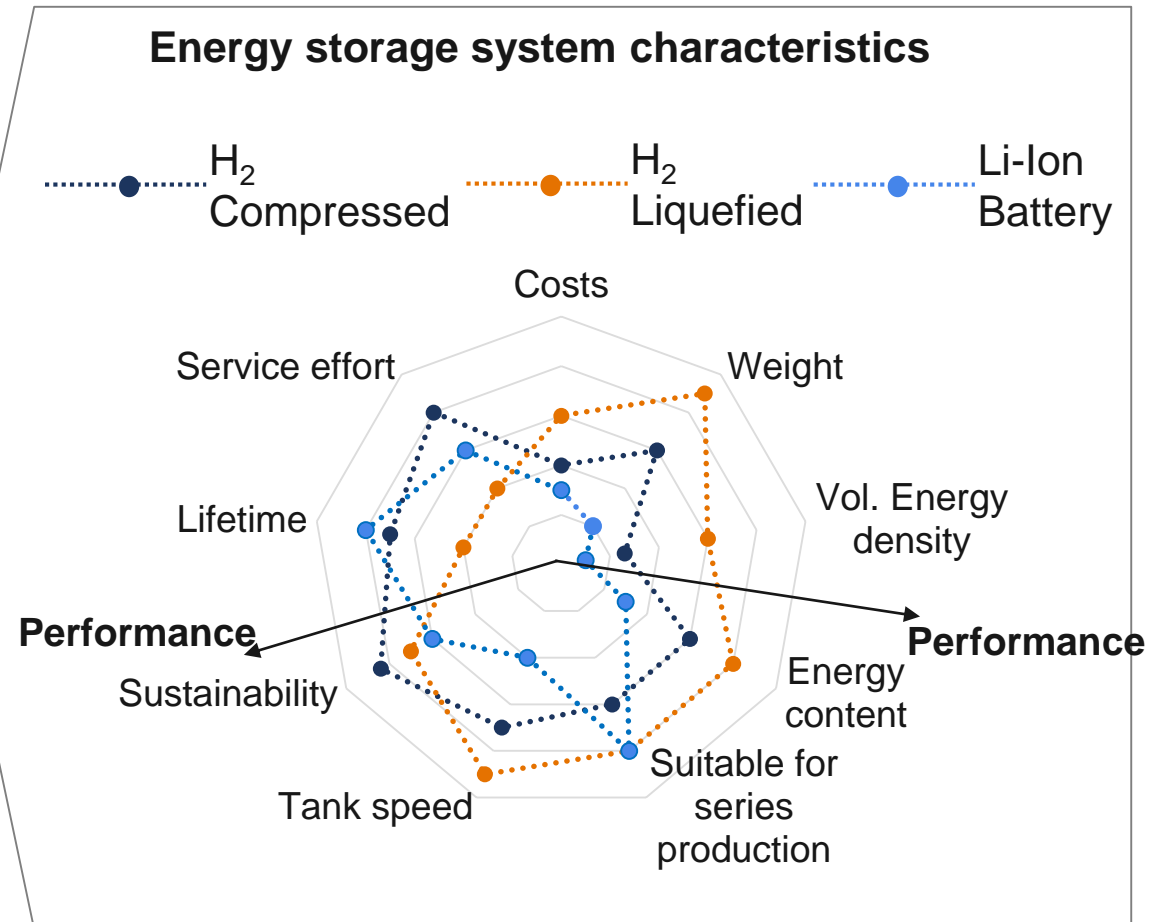 Energy storage system characteristics
H₂
Compressed
H₂
Liquefied
Li-Ion
Battery
Costs
Service effort
Weight
Lifetime
Vol. Energy
density
Performance
Performance
Sustainability
Energy
content
Tank speed
Suitable for
series
production